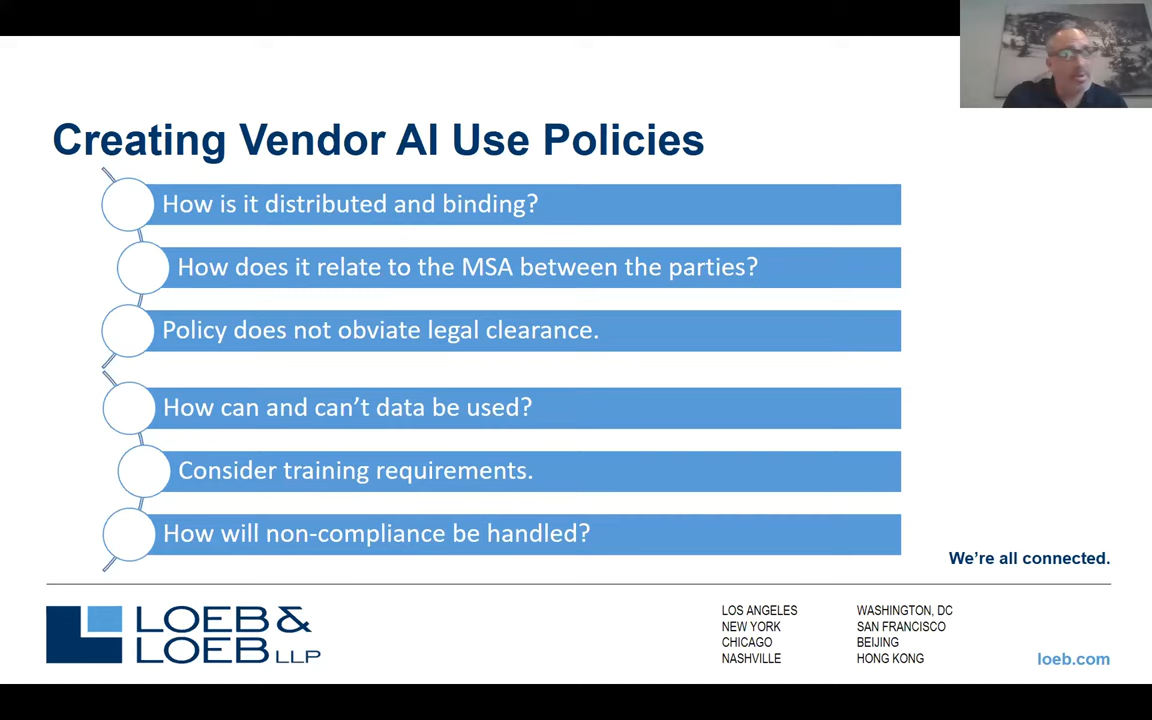 Creating Vendor AI Use Policies
How is it distributed and binding?
How does it relate to the MSA between the parties?
Policy does not obviate legal clearance.
How can and can’t data be used?
Consider training requirements.
How will non-compliance be handled?
We’re all connected.
LOEB &
LOEB LLP
LOS ANGELES
NEW YORK
CHICAGO
NASHVILLE
WASHINGTON, DC
SAN FRANCISCO
BEIJING
HONG KONG
loeb.com